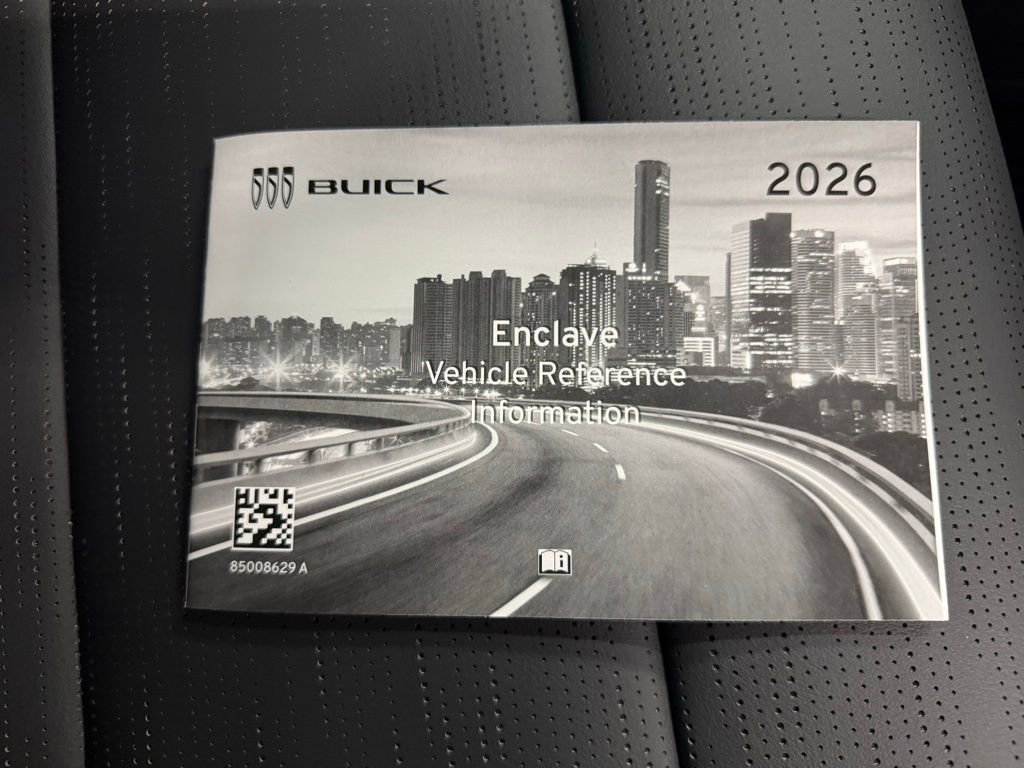 BUICK
2026
Enclave
Vehicle Reference
Information
85008629 A